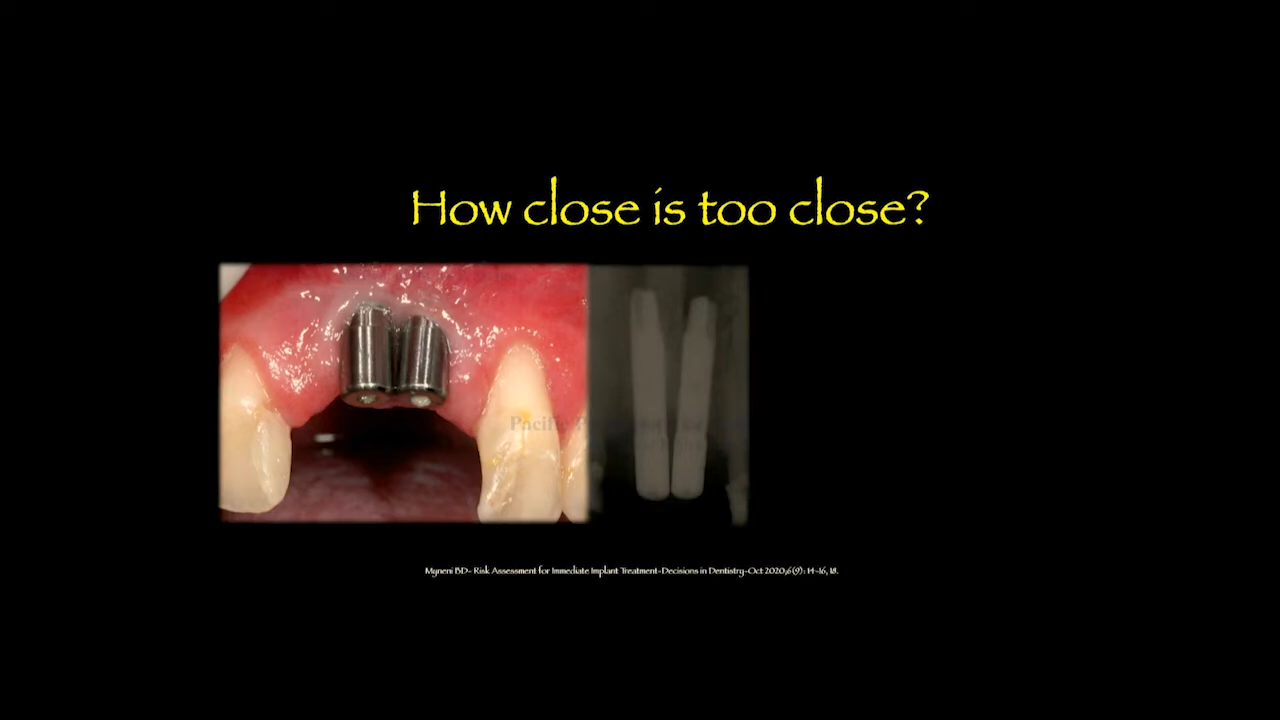 How close is too close?
Pacific
Myneni BD- Risk Assessment for Immediate Implant Treatment-Decisions in Dentistry-Oct 2020;6(9): 14-16, 18.